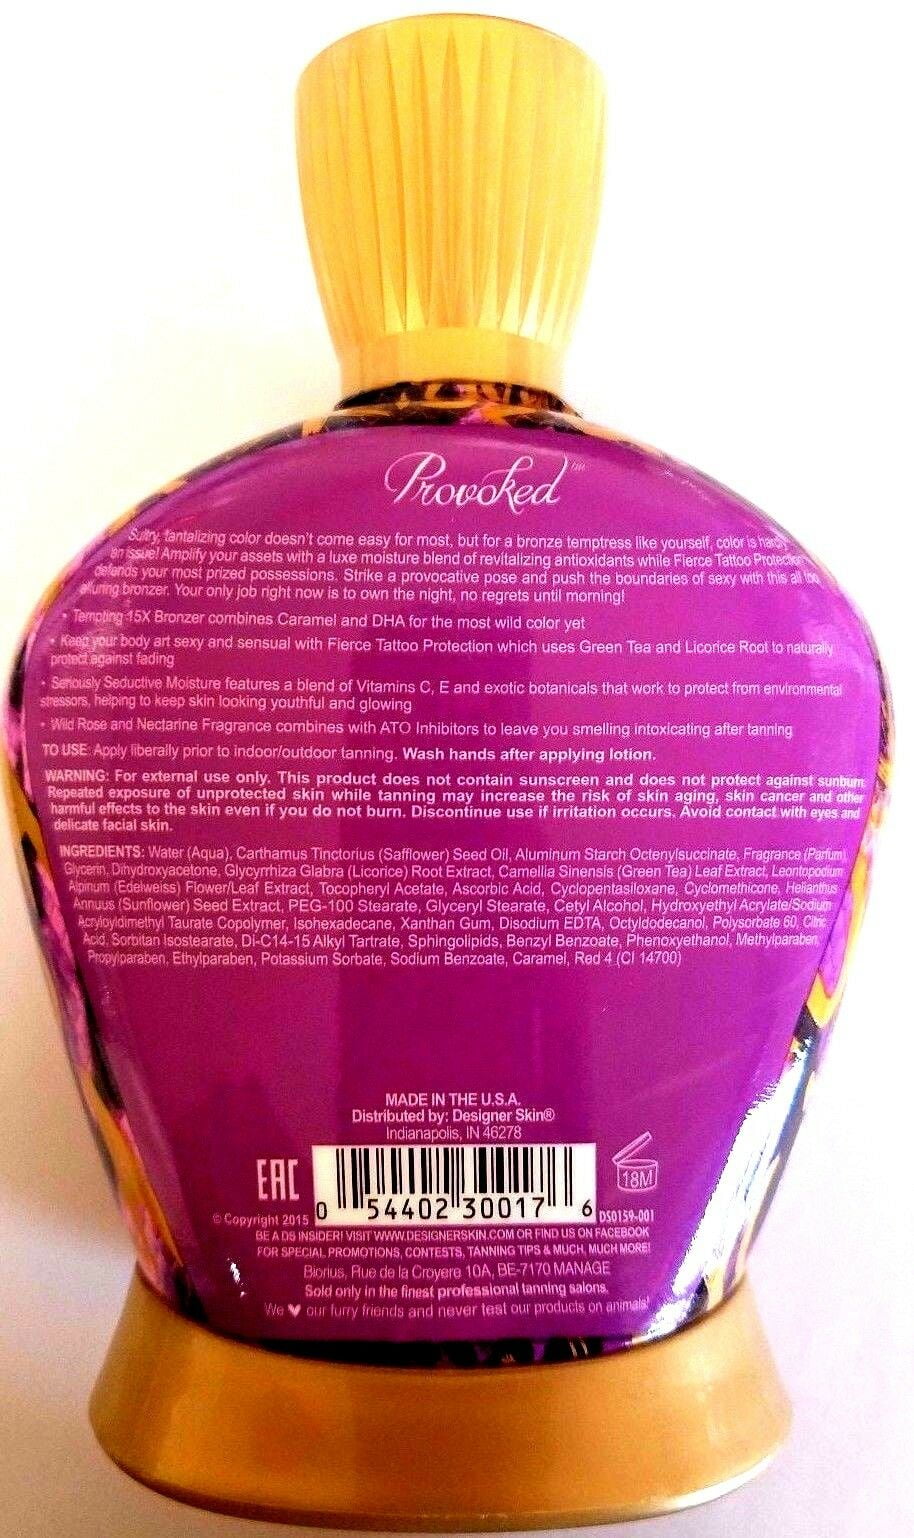 Provoked™
Sultry, tantalizing color doesn't come easy for most, but for a bronze temptress like yourself, color is hardly
an issue! Amplify your assets with a luxe moisture blend of revitalizing antioxidants while Fierce Tattoo Protection
defends your most prized possessions. Strike a provocative pose and push the boundaries of sexy with this all too
alluring bronzer. Your only job right now is to own the night, no regrets until morning!
• Tempting 15X Bronzer combines Caramel and DHA for the most wild color yet
• Keep your body art sexy and sensual with Fierce Tattoo Protection which uses Green Tea and Licorice Root to naturally
protect against fading
• Seriously Seductive Moisture features a blend of Vitamins C, E and exotic botanicals that work to protect from environmental
stressors, helping to keep skin looking youthful and glowing
• Wild Rose and Nectarine Fragrance combines with ATO Inhibitors to leave you smelling intoxicating after tanning
TO USE: Apply liberally prior to indoor/outdoor tanning. Wash hands after applying lotion.
WARNING: For external use only. This product does not contain sunscreen and does not protect against sunburn.
Repeated exposure of unprotected skin while tanning may increase the risk of skin aging, skin cancer and other
harmful effects to the skin even if you do not burn. Discontinue use if irritation occurs. Avoid contact with eyes and
delicate facial skin.
INGREDIENTS: Water (Aqua), Carthamus Tinctorius (Safflower) Seed Oil, Aluminum Starch Octenylsuccinate, Fragrance (Parfum),
Glycerin, Dihydroxyacetone, Glycyrrhiza Glabra (Licorice) Root Extract, Camellia Sinensis (Green Tea) Leaf Extract, Leontopodium
Alpinum (Edelweiss) Flower/Leaf Extract, Tocopheryl Acetate, Ascorbic Acid, Cyclopentasiloxane, Cyclomethicone, Helianthus
Annuus (Sunflower) Seed Extract, PEG-100 Stearate, Glyceryl Stearate, Cetyl Alcohol, Hydroxyethyl Acrylate/Sodium
Acryloyldimethyl Taurate Copolymer, Isohexadecane, Xanthan Gum, Disodium EDTA, Octyldodecanol, Polysorbate 60, Citric
Acid, Sorbitan Isostearate, Di-C14-15 Alkyl Tartrate, Sphingolipids, Benzyl Benzoate, Phenoxyethanol, Methylparaben,
Propylparaben, Ethylparaben, Potassium Sorbate, Sodium Benzoate, Caramel, Red 4 (CI 14700)
MADE IN THE U.S.A.
Distributed by: Designer Skin®
Indianapolis, IN 46278
EAC
18M
0 54402 30017 6
© Copyright 2015
DS0159-001
BE A DS INSIDER! VISIT WWW.DESIGNERSKIN.COM OR FIND US ON FACEBOOK
FOR SPECIAL PROMOTIONS, CONTESTS, TANNING TIPS & MUCH, MUCH MORE!
Biorius, Rue de la Croyere 10A, BE-7170 MANAGE
Sold only in the finest professional tanning salons.
We ♥ our furry friends and never test our products on animals!